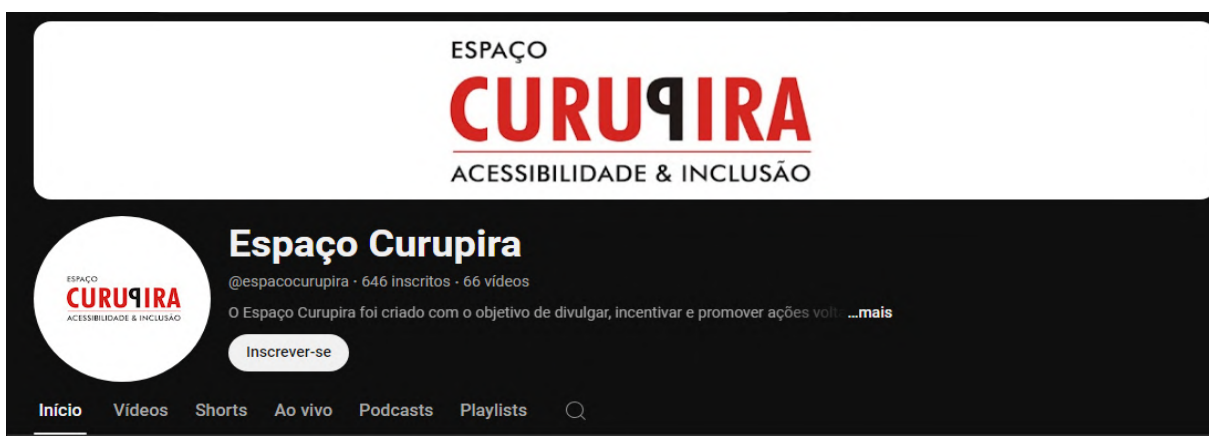 ESPAÇO
CURUPIRA
ACESSIBILIDADE & INCLUSÃO
ESPAÇO
CURUPIRA
ACESSIBILIDADE & INCLUSÃO
Espaço Curupira
@espacocurupira · 646 inscritos · 66 vídeos
O Espaço Curupira foi criado com o objetivo de divulgar, incentivar e promover ações ...mais
Inscrever-se
Início Vídeos Shorts Ao vivo Podcasts Playlists